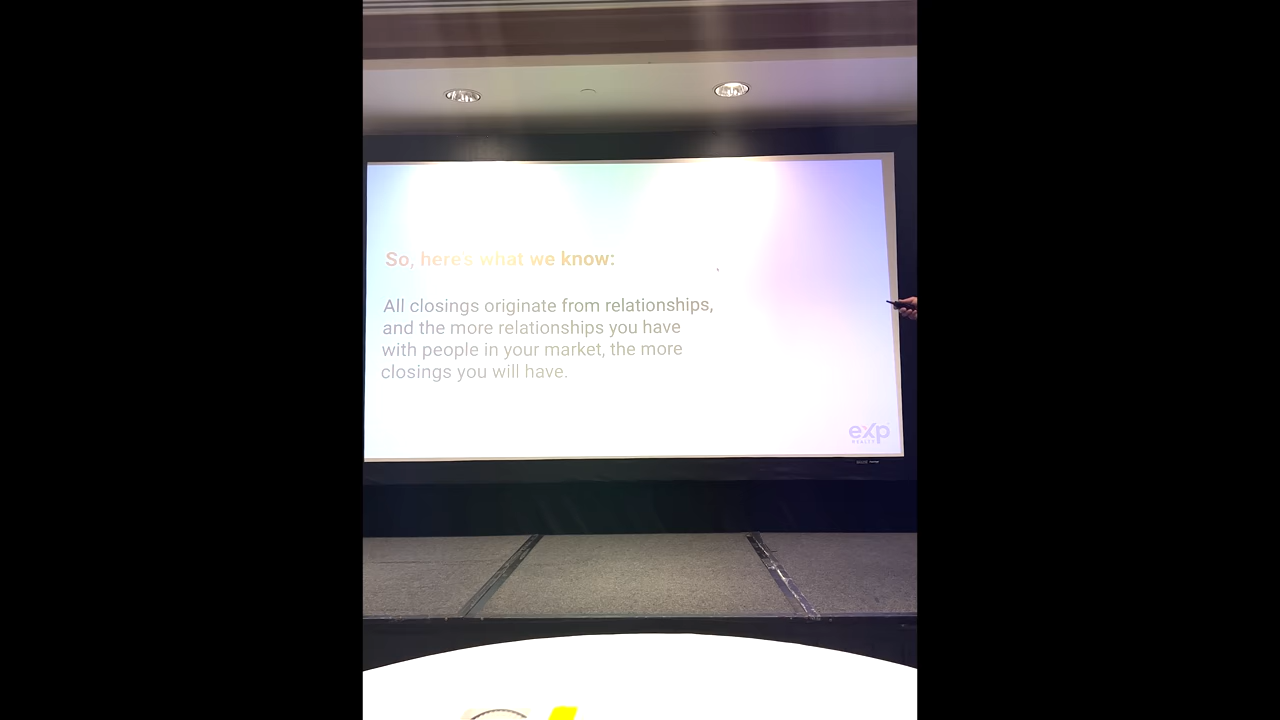 So, here's what we know:
All closings originate from relationships,
and the more relationships you have
with people in your market, the more
closings you will have.
eXp
REALTY